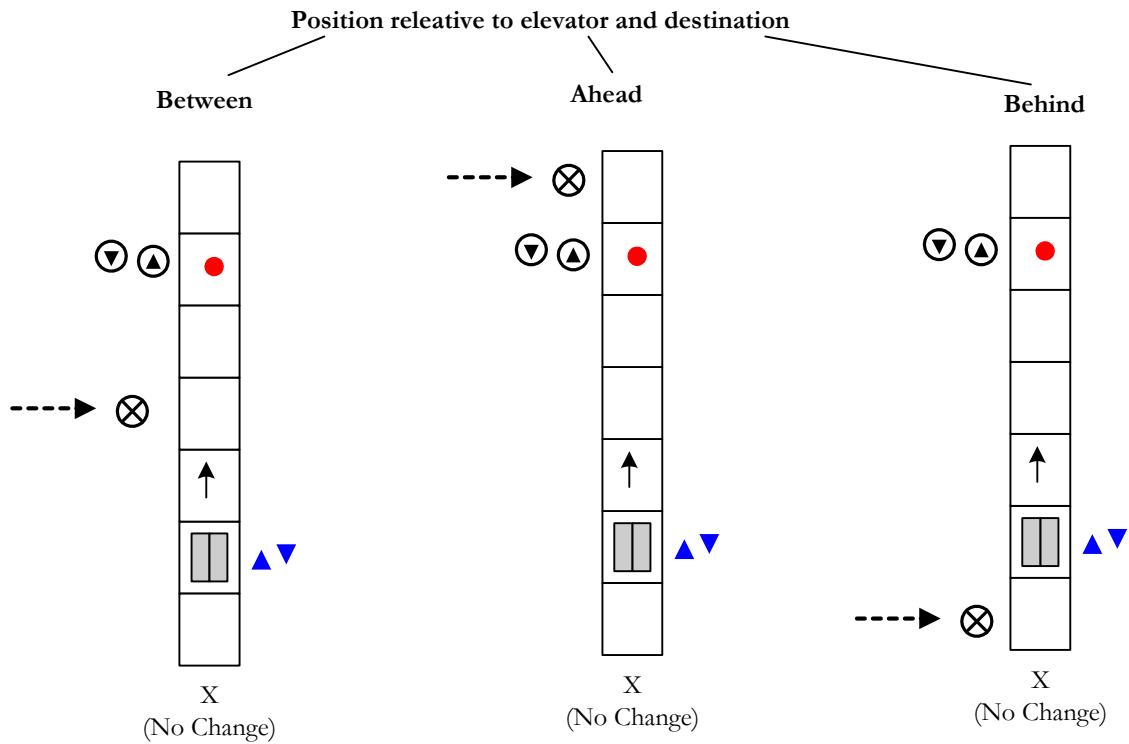 Position releative to elevator and destination
Between
Ahead
Behind
X
(No Change)
X
(No Change)
X
(No Change)